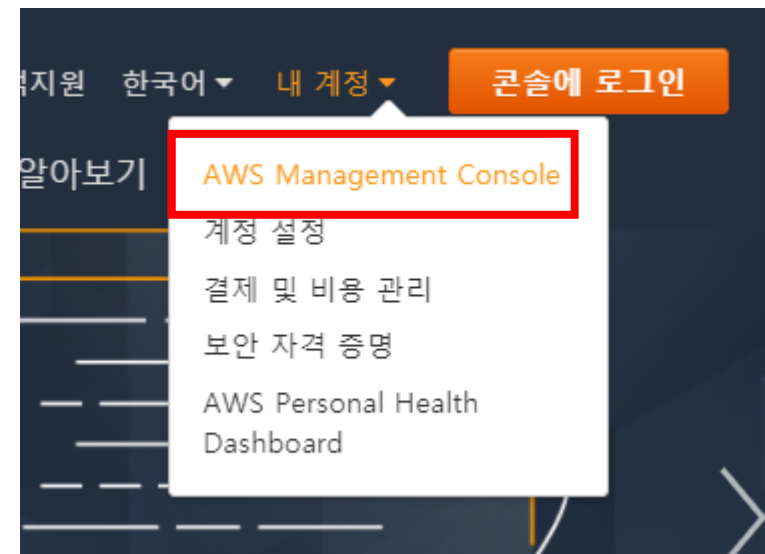 지원 한국어 내 계정 콘솔에 로그인
알아보기
AWS Management Console
계정 설정
결제 및 비용 관리
보안 자격 증명
AWS Personal Health
Dashboard